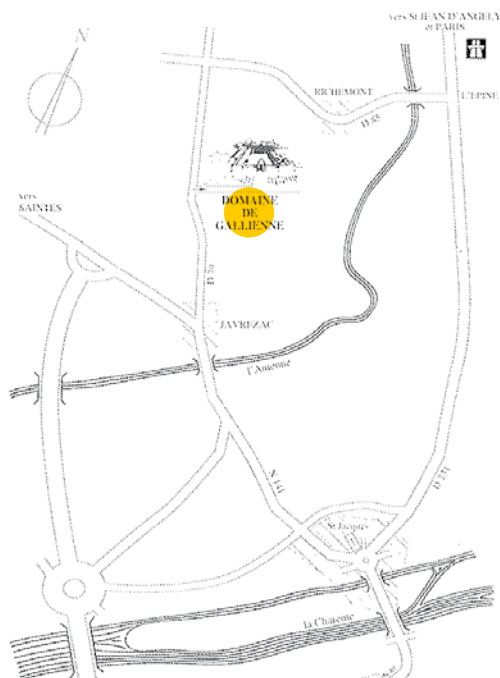 vers St JEAN D'ANGELY
et PARIS
N
RICHEMONT
L'EPINE
D 85
vers
SAINTES
DOMAINE
DE
GALLIENNE
JAVREZAC
l'Antenne
N 141
D 731
St Jacques
la Charente